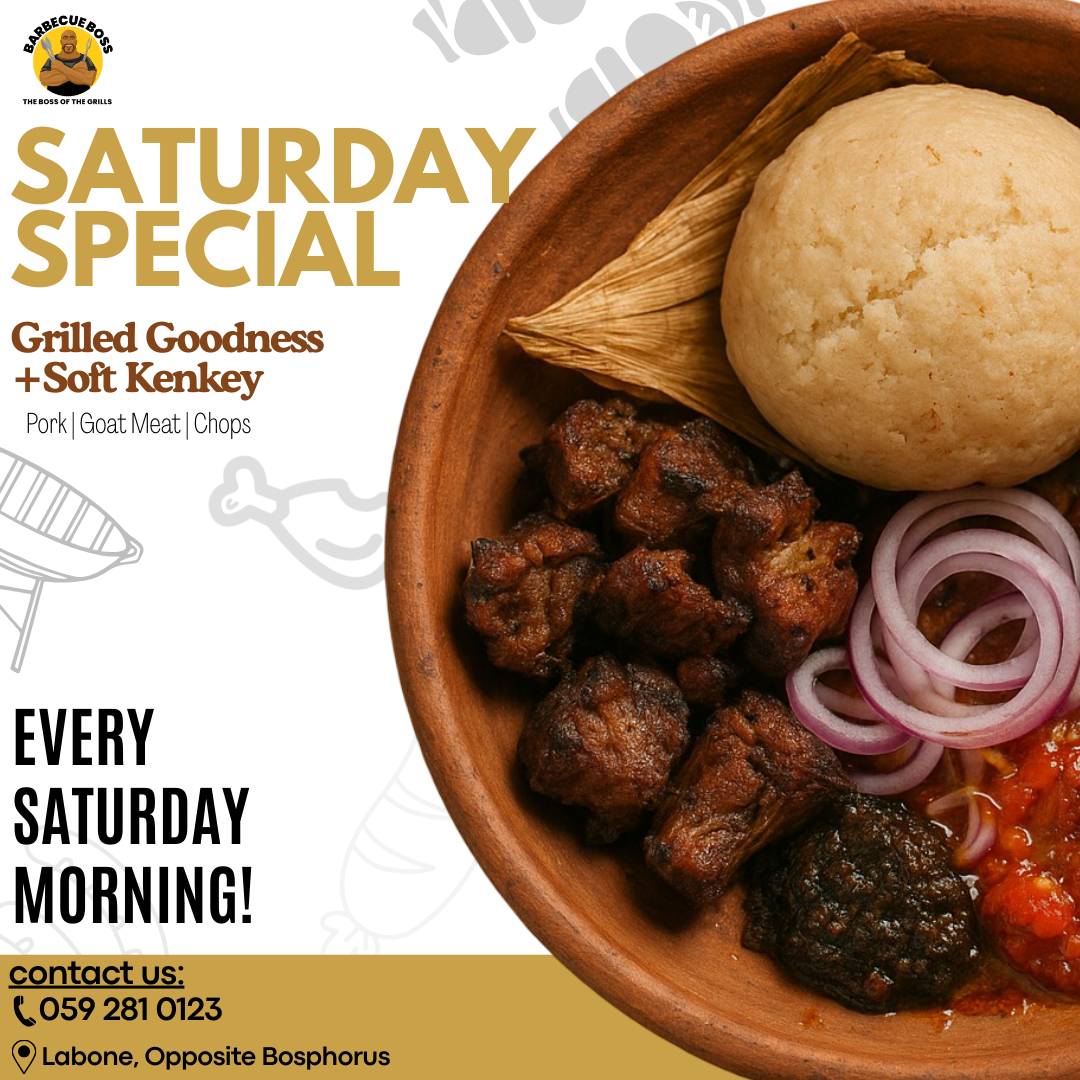 BARBECUE BOSS
THE BOSS OF THE GRILLS
SATURDAY
SPECIAL
Grilled Goodness
+Soft Kenkey
Pork | Goat Meat | Chops
EVERY
SATURDAY
MORNING!
contact us:
059 281 0123
Labone, Opposite Bosphorus